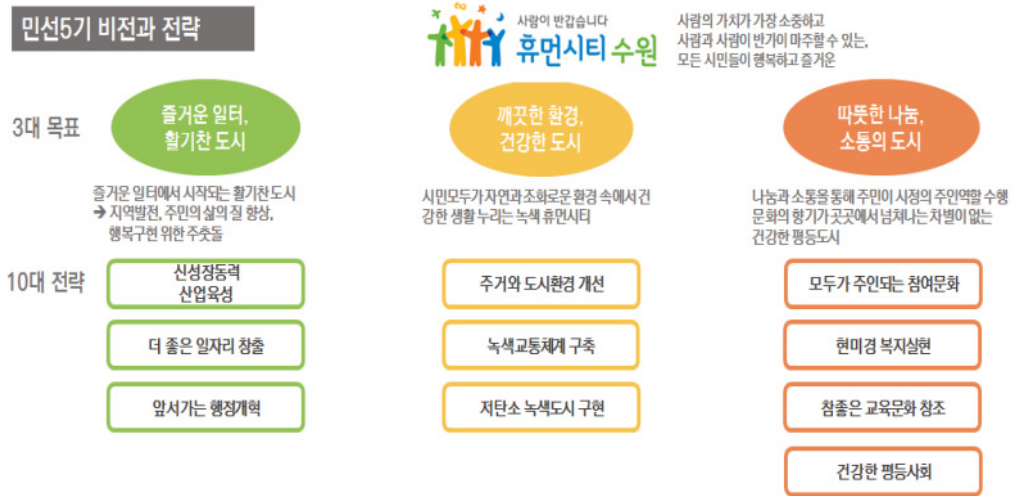 민선5기 비전과 전략
사람이 반갑습니다
휴먼시티 수원
사람의 가치가 가장 소중하고
사람과 사람이 반가이 마주할 수 있는,
모든 시민들이 행복하고 즐거운
3대 목표
즐거운 일터,
활기찬 도시
깨끗한 환경,
건강한 도시
따뜻한 나눔,
소통의 도시
즐거운 일터에서 시작되는 활기찬 도시
➔ 지역발전, 주민의 삶의 질 향상,
행복구현 위한 주춧돌
시민모두가 자연과 조화로운 환경 속에서 건
강한 생활 누리는 녹색 휴먼시티
나눔과 소통을 통해 주민이 시정의 주인역할 수행
문화의 향기가 곳곳에서 넘쳐나는 차별이 없는
건강한 평등도시
10대 전략
신성장동력
산업육성
주거와 도시환경 개선
모두가 주인되는 참여문화
더 좋은 일자리 창출
녹색교통체계 구축
현미경 복지실현
앞서가는 행정개혁
저탄소 녹색도시 구현
참좋은 교육문화 창조
건강한 평등사회